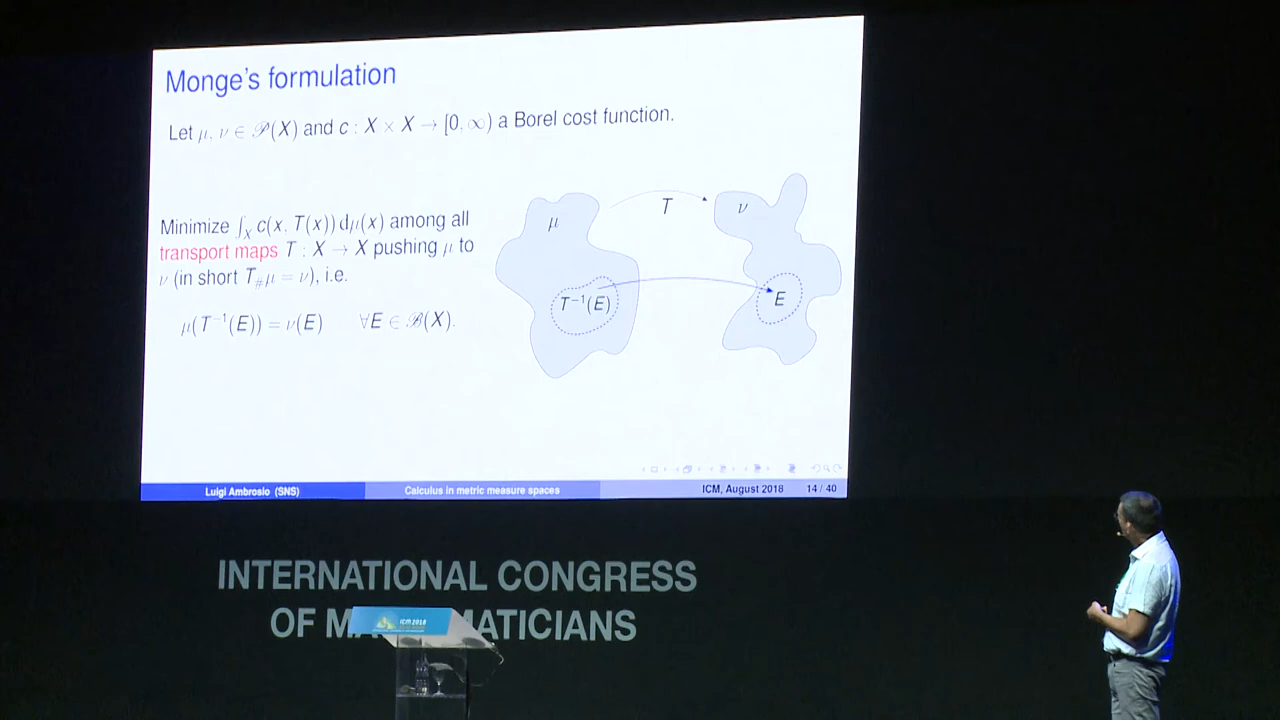 Monge's formulation
Let μ, ν ∈ 𝒫(X) and c : X × X → [0, ∞) a Borel cost function.
Minimize ∫_X c(x, T(x)) dμ(x) among all
transport maps T : X → X pushing μ to
ν (in short T_#μ = ν), i.e.
μ(T⁻¹(E)) = ν(E) ∀E ∈ ℬ(X).
μ
T
ν
T⁻¹(E)
E
Luigi Ambrosio (SNS)
Calculus in metric measure spaces
ICM, August 2018
14 / 40
INTERNATIONAL CONGRESS
OF MATICIANS
ICM 2018